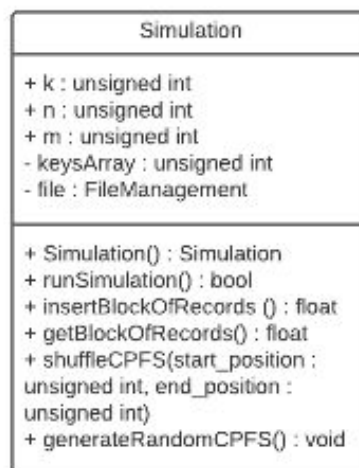 Simulation
+ k : unsigned int
+ n : unsigned int
+ m : unsigned int
- keysArray : unsigned int
- file : FileManagement
+ Simulation() : Simulation
+ runSimulation() : bool
+ insertBlockOfRecords () : float
+ getBlockOfRecords() : float
+ shuffleCPFS(start_position :
unsigned int, end_position :
unsigned int)
+ generateRandomCPFS() : void